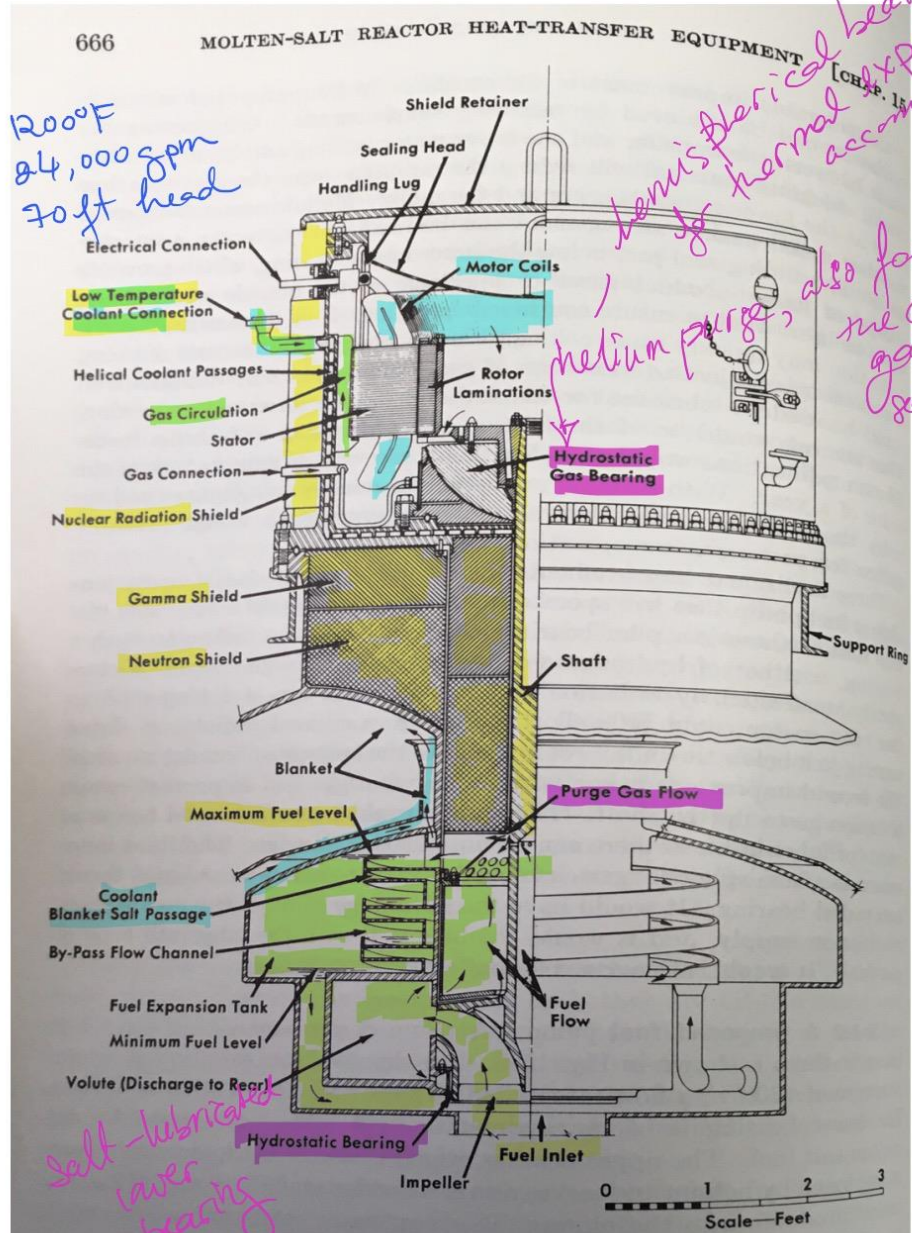 666
MOLTEN-SALT REACTOR HEAT-TRANSFER EQUIPMENT
[CHAP. 15
1200°F
24,000 gpm
70 ft head
hemispherical
for thermal
Helium purge, also
the
Shield Retainer
Sealing Head
Handling Lug
Electrical Connection
Motor Coils
Low Temperature
Coolant Connection
Helical Coolant Passages
Rotor
Laminations
Gas Circulation
Stator
Hydrostatic
Gas Bearing
Gas Connection
Nuclear Radiation Shield
Gamma Shield
Neutron Shield
Support Ring
Shaft
Blanket
Purge Gas Flow
Maximum Fuel Level
Coolant
Blanket Salt Passage
By-Pass Flow Channel
Fuel Expansion Tank
Fuel
Flow
Minimum Fuel Level
Volute (Discharge to Rear)
Hydrostatic Bearing
Fuel Inlet
Impeller
salt-lubricated
lower
bearing
0 1 2 3
Scale—Feet